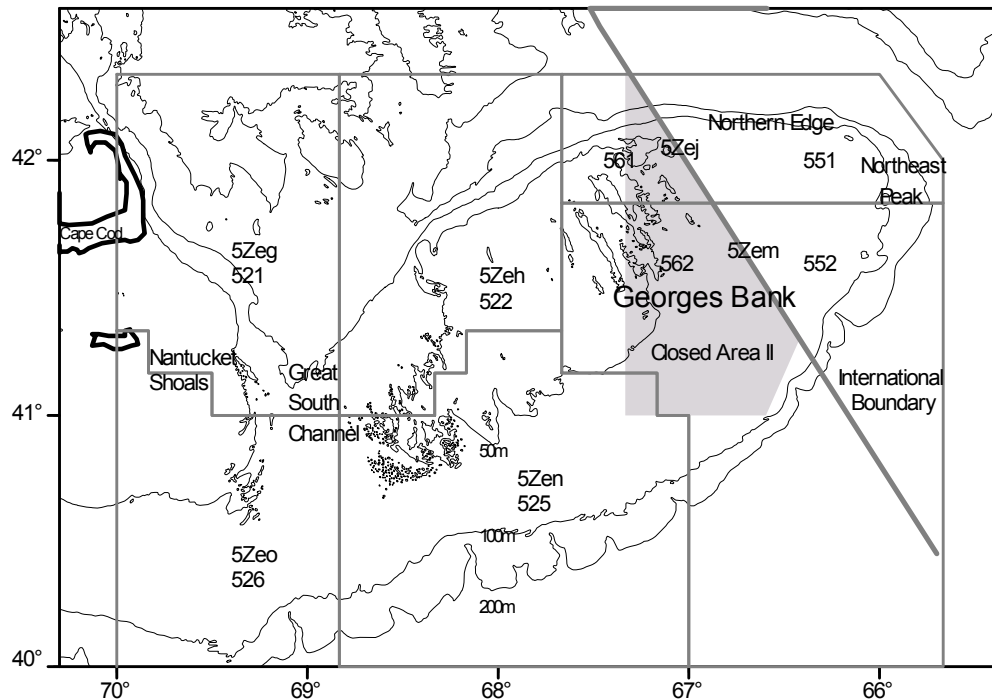 Northern Edge
42°
561
5Zej
551
Northeast
Peak
Cape Cod
5Zeg
521
5Zeh
522
5Zem
562
552
Georges Bank
Nantucket
Shoals
Great
South
Channel
Closed Area II
International
Boundary
41°
50m
5Zen
525
100m
5Zeo
526
200m
40°
70°
69°
68°
67°
66°